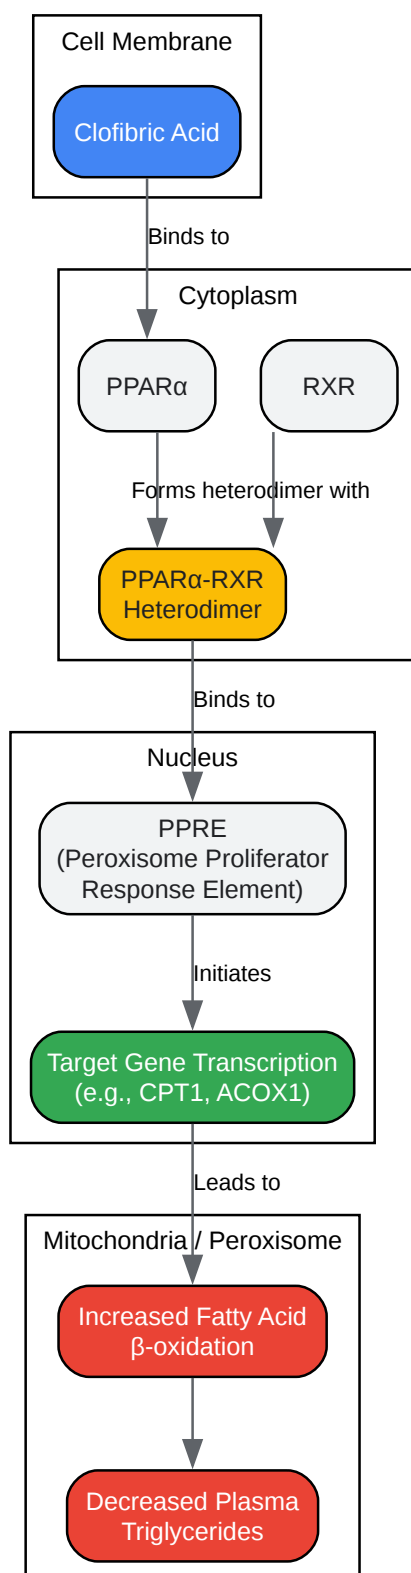 Cell Membrane
Clofibric Acid
Binds to
Cytoplasm
PPARα
RXR
Forms heterodimer with
PPARα-RXR
Heterodimer
Binds to
Nucleus
PPRE
(Peroxisome Proliferator
Response Element)
Initiates
Target Gene Transcription
(e.g., CPT1, ACOX1)
Leads to
Mitochondria / Peroxisome
Increased Fatty Acid
β-oxidation
Decreased Plasma
Triglycerides